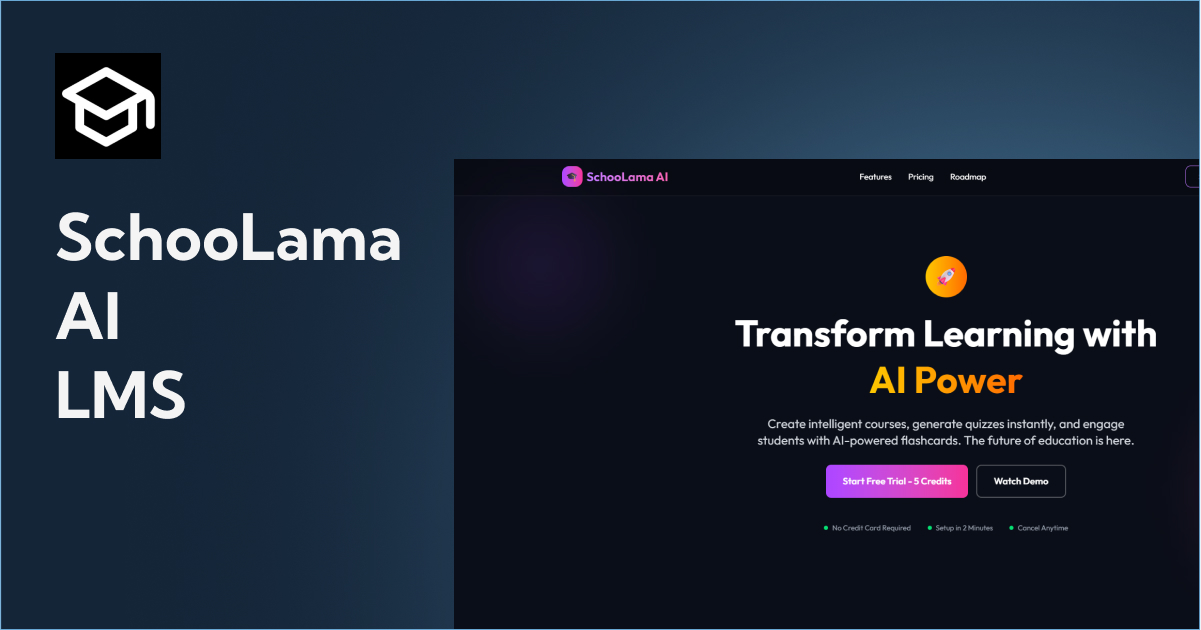 SchooLama
AI
LMS
SchooLama AI
Features Pricing Roadmap
Transform Learning with
AI Power
Create intelligent courses, generate quizzes instantly, and engage
students with AI-powered flashcards. The future of education is here.
Start Free Trial - 5 Credits Watch Demo
No Credit Card Required Setup in 2 Minutes Cancel Anytime